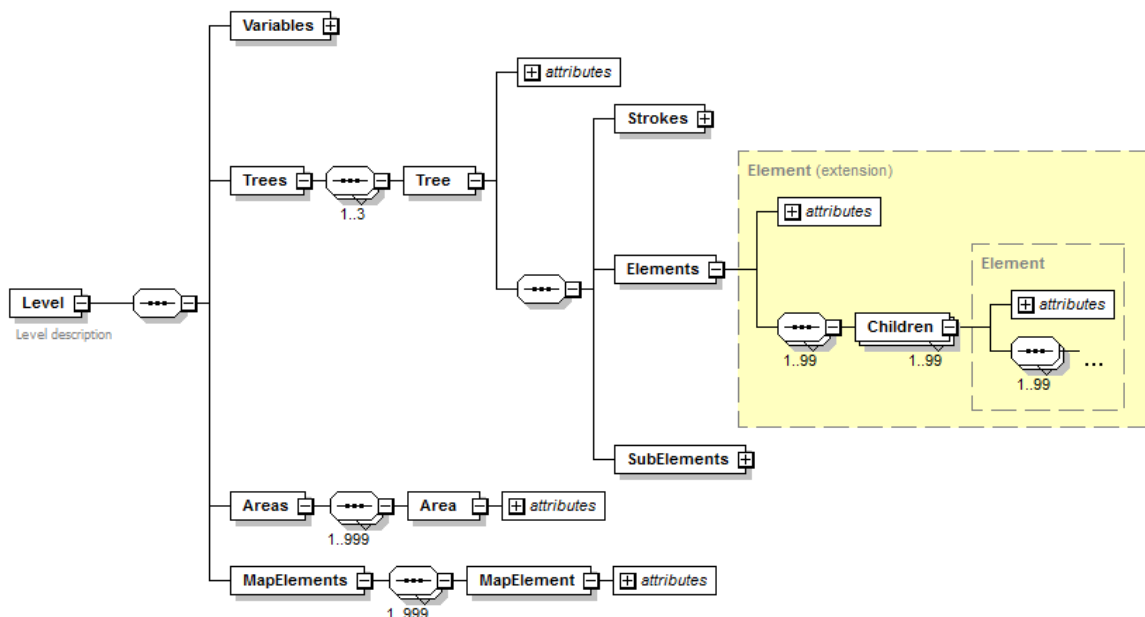 Variables
attributes
Strokes
Element (extension)
Trees
1..3
Tree
attributes
Element
Elements
Level
Level description
attributes
Children
1..99
1..99
1..99
...
SubElements
Areas
1..999
Area
attributes
MapElements
1..999
MapElement
attributes